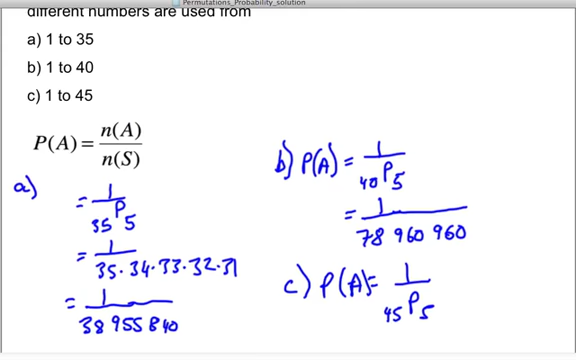 Permutations_Probability_solution
different numbers are used from
a) 1 to 35
b) 1 to 40
c) 1 to 45
P(A) = n(A) / n(S)
a)
= 1 / 35P5
= 1 / 35·34·33·32·31
= 1 / 38 955 840
b) P(A) = 1 / 40P5
= 1 / 78 960 960
c) P(A) = 1 / 45P5